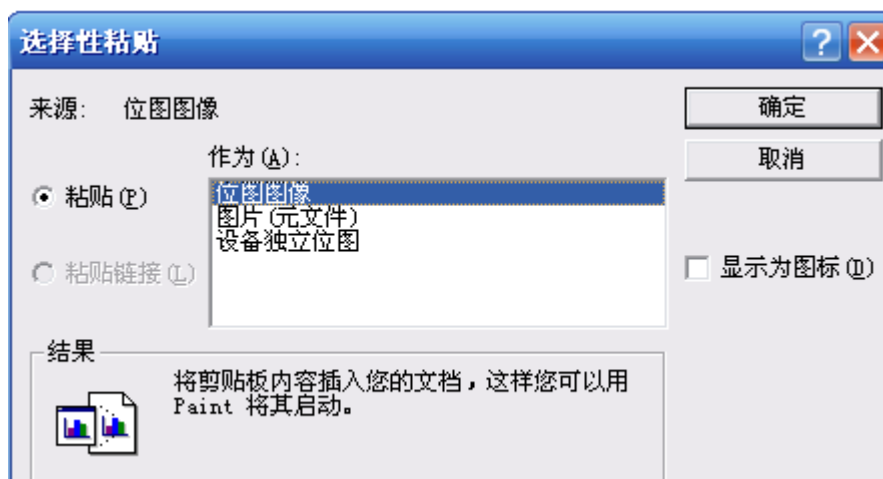 选择性粘贴
来源: 位图图像
确定
作为(A):
取消
粘贴(P)
位图图像
图片(元文件)
设备独立位图
粘贴链接(L)
显示为图标(D)
结果
将剪贴板内容插入您的文档，这样您可以用
Paint 将其启动。